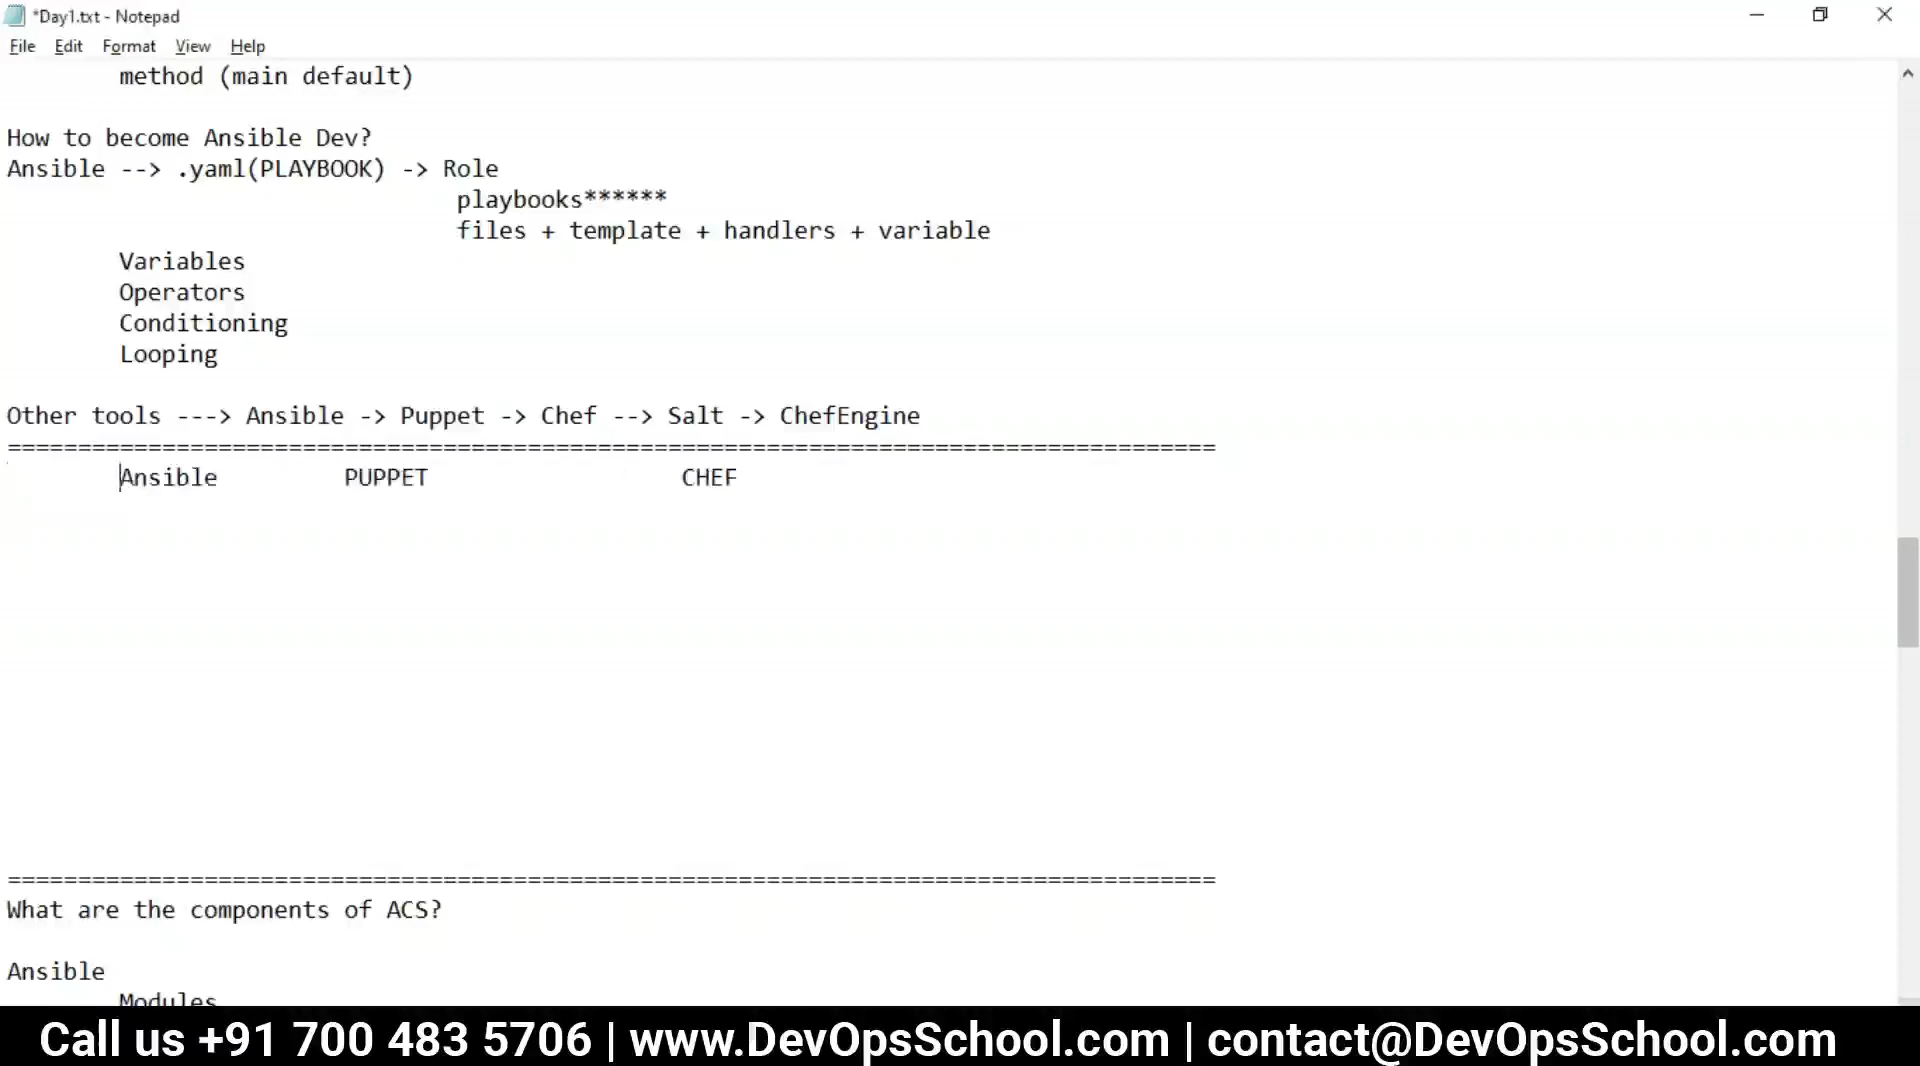 *Day1.txt - Notepad
File Edit Format View Help
method (main default)
How to become Ansible Dev?
Ansible --> .yaml(PLAYBOOK) -> Role
playbooks******
files + template + handlers + variable
Variables
Operators
Conditioning
Looping
Other tools ---> Ansible -> Puppet -> Chef --> Salt -> ChefEngine
======================================================================================
Ansible PUPPET CHEF
======================================================================================
What are the components of ACS?
Ansible
Modules
Call us +91 700 483 5706 | www.DevOpsSchool.com | contact@DevOpsSchool.com